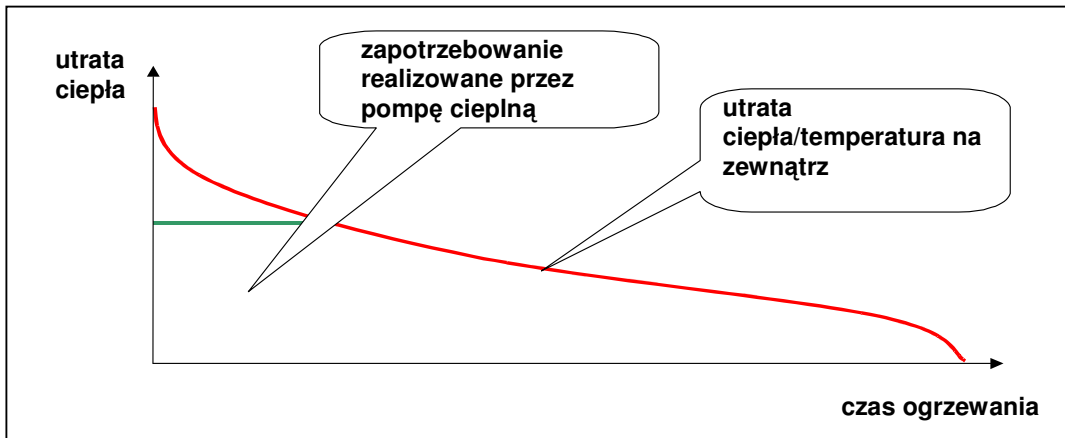 utrata
ciepła
zapotrzebowanie
realizowane przez
pompę cieplną
utrata
ciepła/temperatura na
zewnątrz
czas ogrzewania